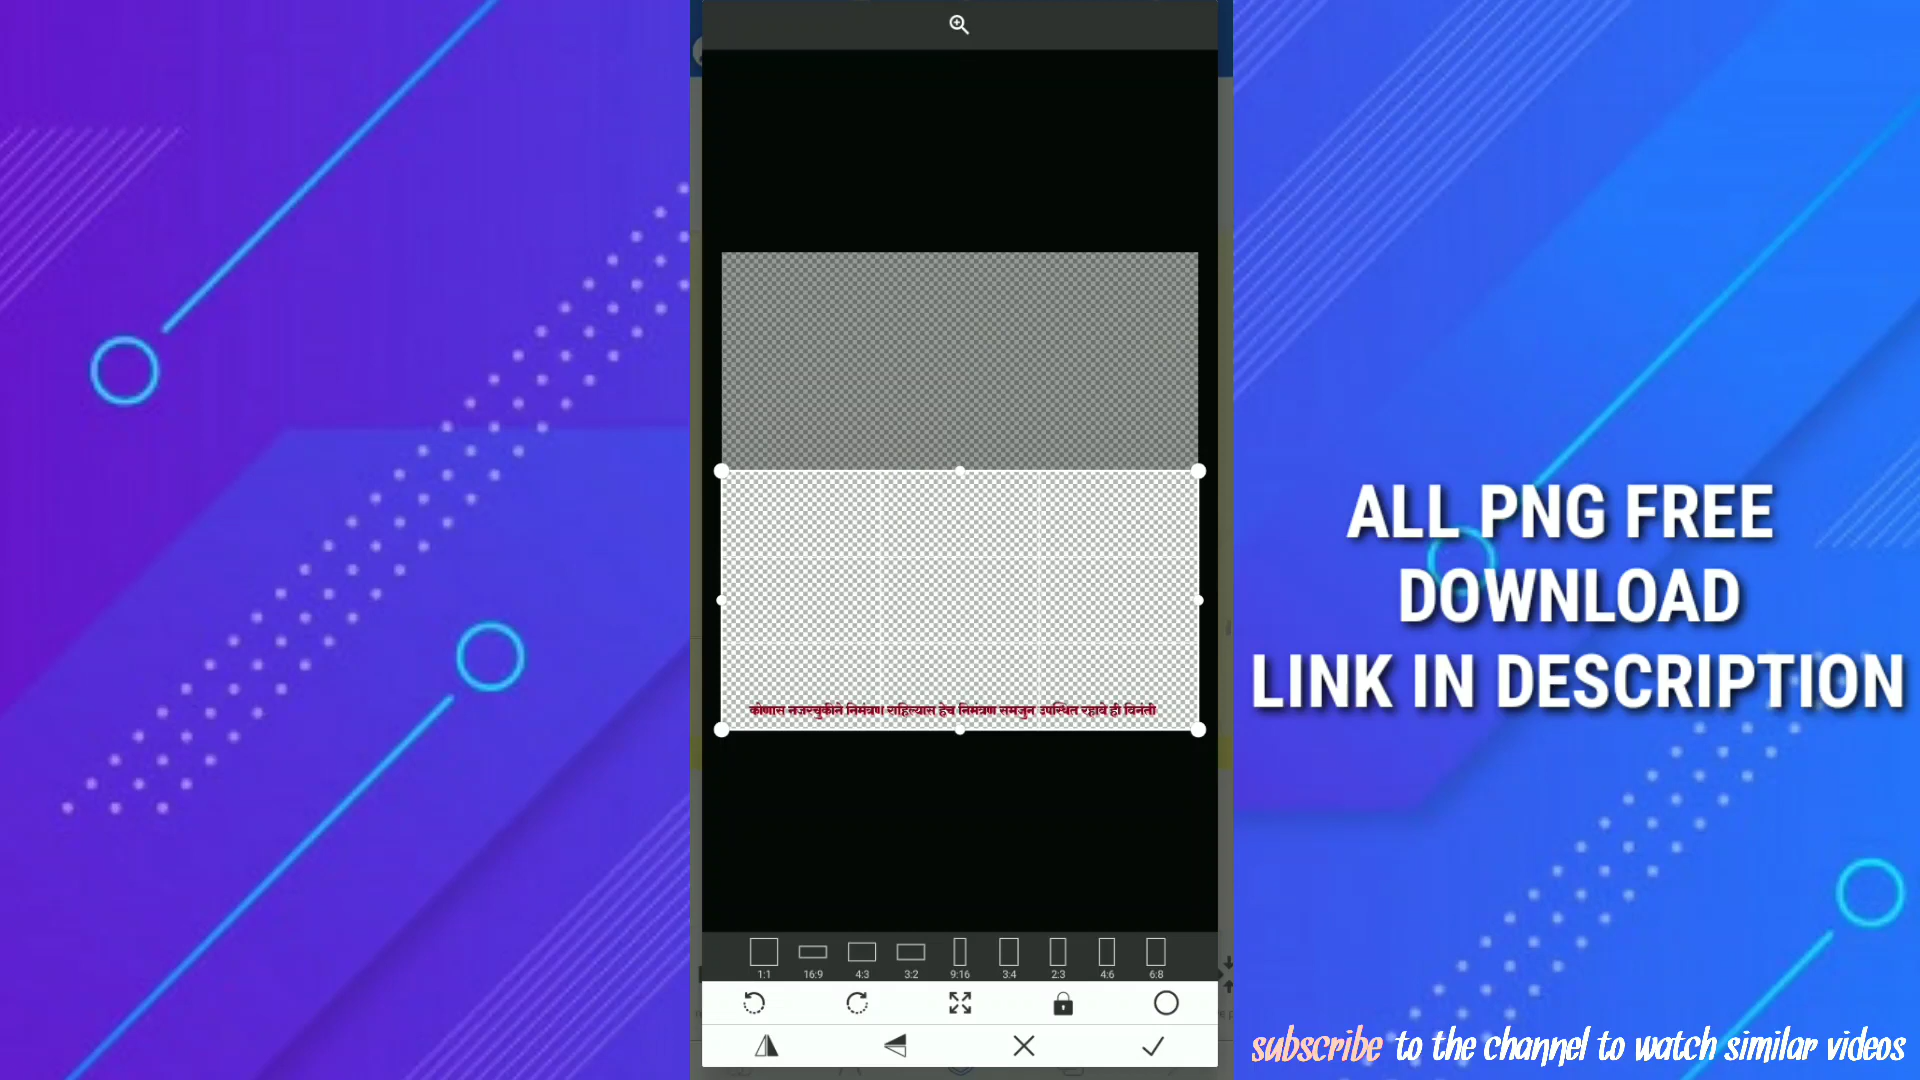 कोणास नजरचुकीने निमंत्रण राहिल्यास हेच निमंत्रण समजुन उपस्थित रहावे ही विनंती
1:1 16:9 4:3 3:2 9:16 3:4 2:3 4:6 6:8
ALL PNG FREE
DOWNLOAD
LINK IN DESCRIPTION
subscribe to the channel to watch similar videos